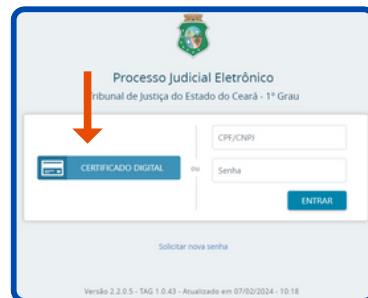 Processo Judicial Eletrônico
Tribunal de Justiça do Estado do Ceará - 1º Grau
CPF/CNPJ
CERTIFICADO DIGITAL
ou
Senha
ENTRAR
Solicitar nova senha
Versão 2.2.0.5 - TAG 1.0.43 - Atualizado em 07/02/2024 - 10:18